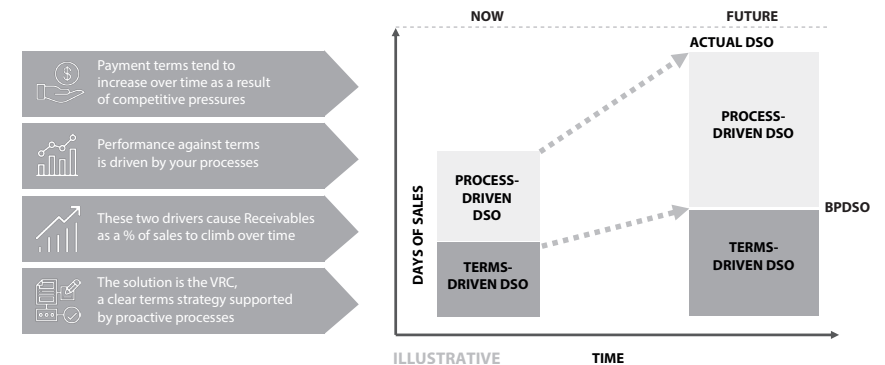 Payment terms tend to
increase over time as a result
of competitive pressures
Performance against terms
is driven by your processes
These two drivers cause Receivables
as a % of sales to climb over time
The solution is the VRC,
a clear terms strategy supported
by proactive processes
NOW
FUTURE
ACTUAL DSO
PROCESS-
DRIVEN DSO
PROCESS-
DRIVEN
DSO
BPDSO
TERMS-
DRIVEN DSO
TERMS-
DRIVEN DSO
DAYS OF SALES
ILLUSTRATIVE
TIME
$